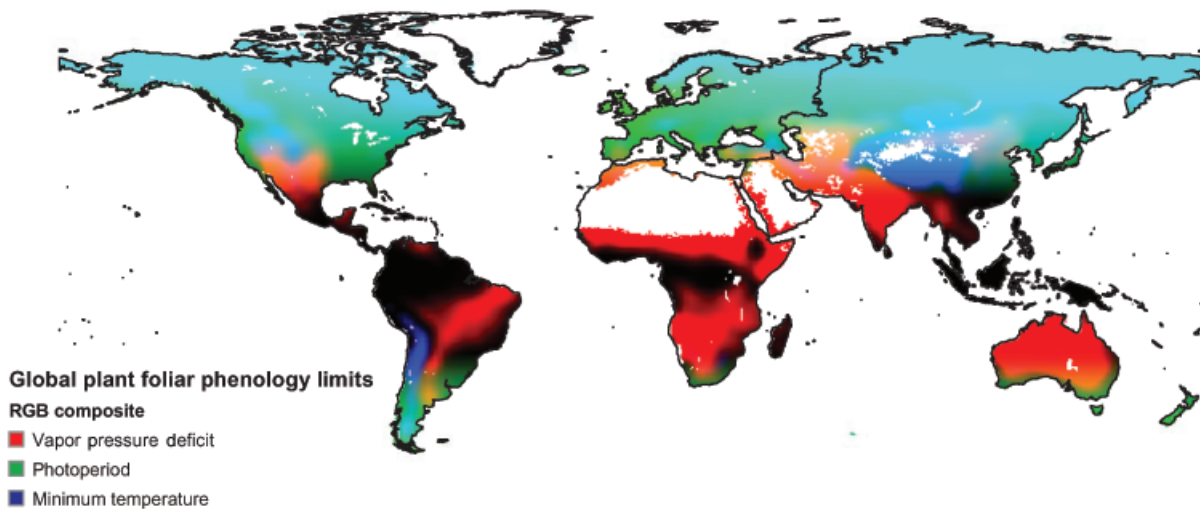 Global plant foliar phenology limits
RGB composite
Vapor pressure deficit
Photoperiod
Minimum temperature